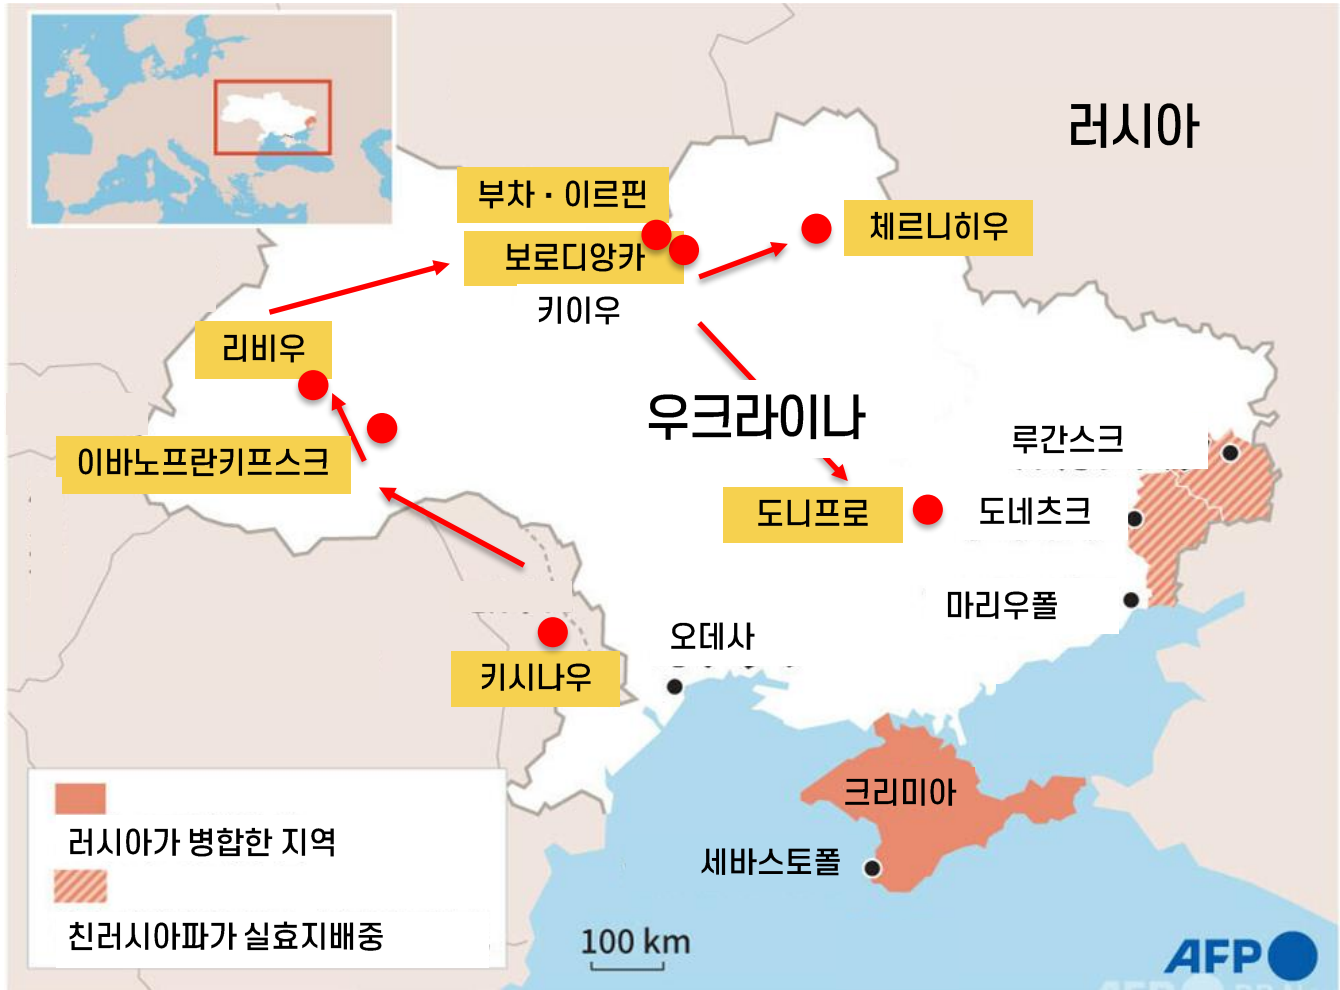 러시아
부차 · 이르핀
보로디앙카
체르니히우
키이우
리비우
우크라이나
루간스크
이바노프란키프스크
도니프로
도네츠크
마리우폴
오데사
키시나우
크리미아
러시아가 병합한 지역
세바스토폴
친러시아파가 실효지배중
100 km
AFP